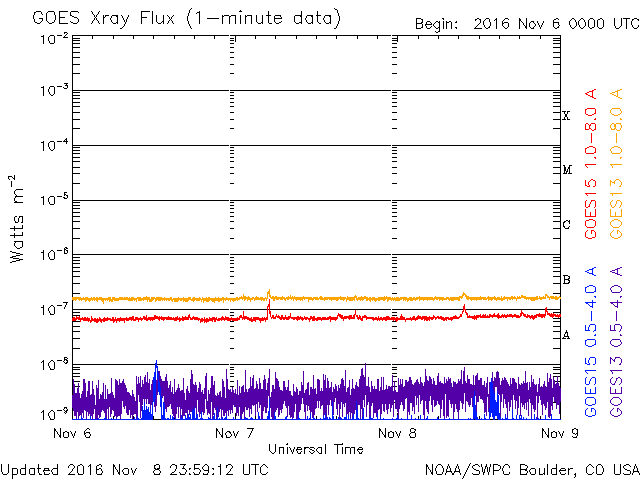 GOES Xray Flux (1-minute data)
Begin: 2016 Nov 6 0000 UTC
10⁻²
10⁻³
10⁻⁴
10⁻⁵
10⁻⁶
10⁻⁷
10⁻⁸
10⁻⁹
Watts m⁻²
X
M
C
B
A
GOES15 1.0-8.0 A
GOES13 1.0-8.0 A
GOES15 0.5-4.0 A
GOES13 0.5-4.0 A
Nov 6
Nov 7
Nov 8
Nov 9
Universal Time
Updated 2016 Nov 8 23:59:12 UTC
NOAA/SWPC Boulder, CO USA